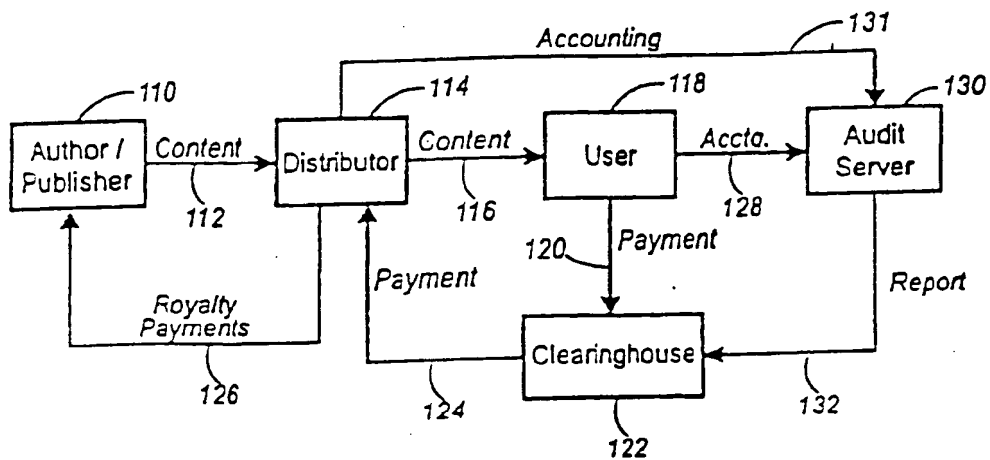 Accounting
131
110
114
118
130
Author /
Publisher
Content
112
Distributor
Content
116
User
Accta.
128
Audit
Server
120
Payment
Payment
Report
Royalty
Payments
126
124
Clearinghouse
122
132